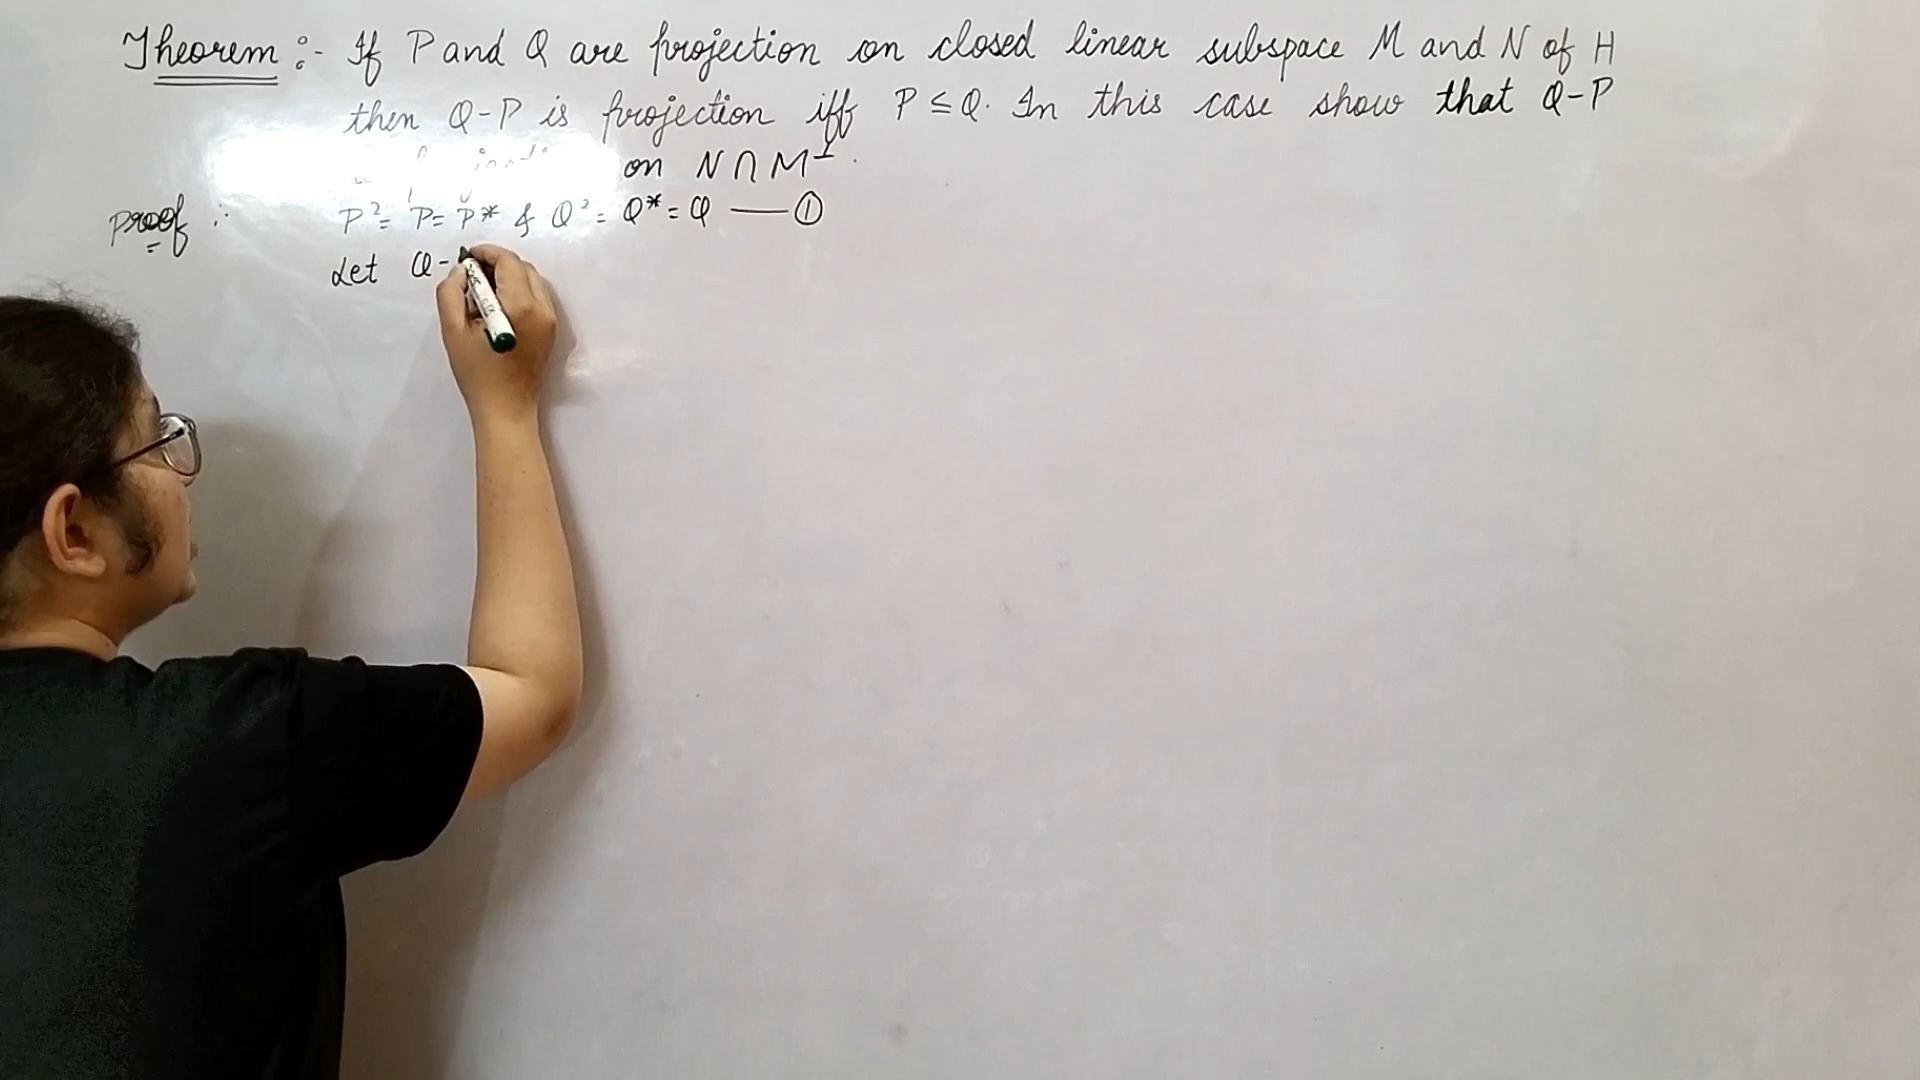 Theorem :- If P and Q are projection on closed linear subspace M and N of H
then Q-P is projection iff P ≤ Q. In this case show that Q-P
on N ∩ M⊥.
Proof : P² = P = P* & Q² = Q* = Q —— ①
Let Q-